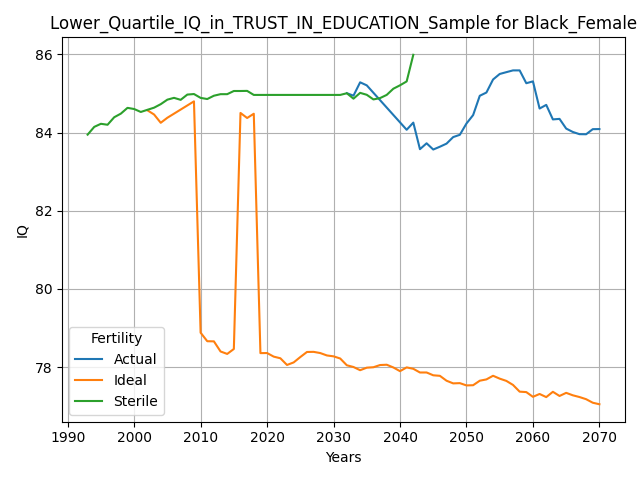 Lower_Quartile_IQ_in_TRUST_IN_EDUCATION_Sample for Black_Female
86
84
82
80
78
IQ
Fertility
Actual
Ideal
Sterile
1990 2000 2010 2020 2030 2040 2050 2060 2070
Years